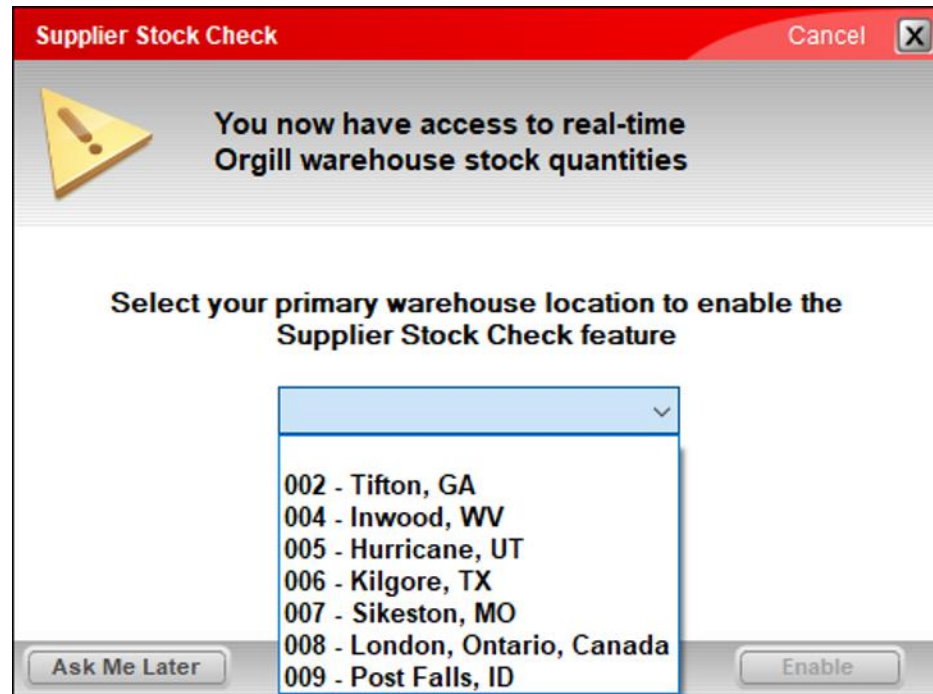 Supplier Stock Check
Cancel
You now have access to real-time
Orgill warehouse stock quantities
Select your primary warehouse location to enable the
Supplier Stock Check feature
002 - Tifton, GA
004 - Inwood, WV
005 - Hurricane, UT
006 - Kilgore, TX
007 - Sikeston, MO
008 - London, Ontario, Canada
009 - Post Falls, ID
Ask Me Later
Enable